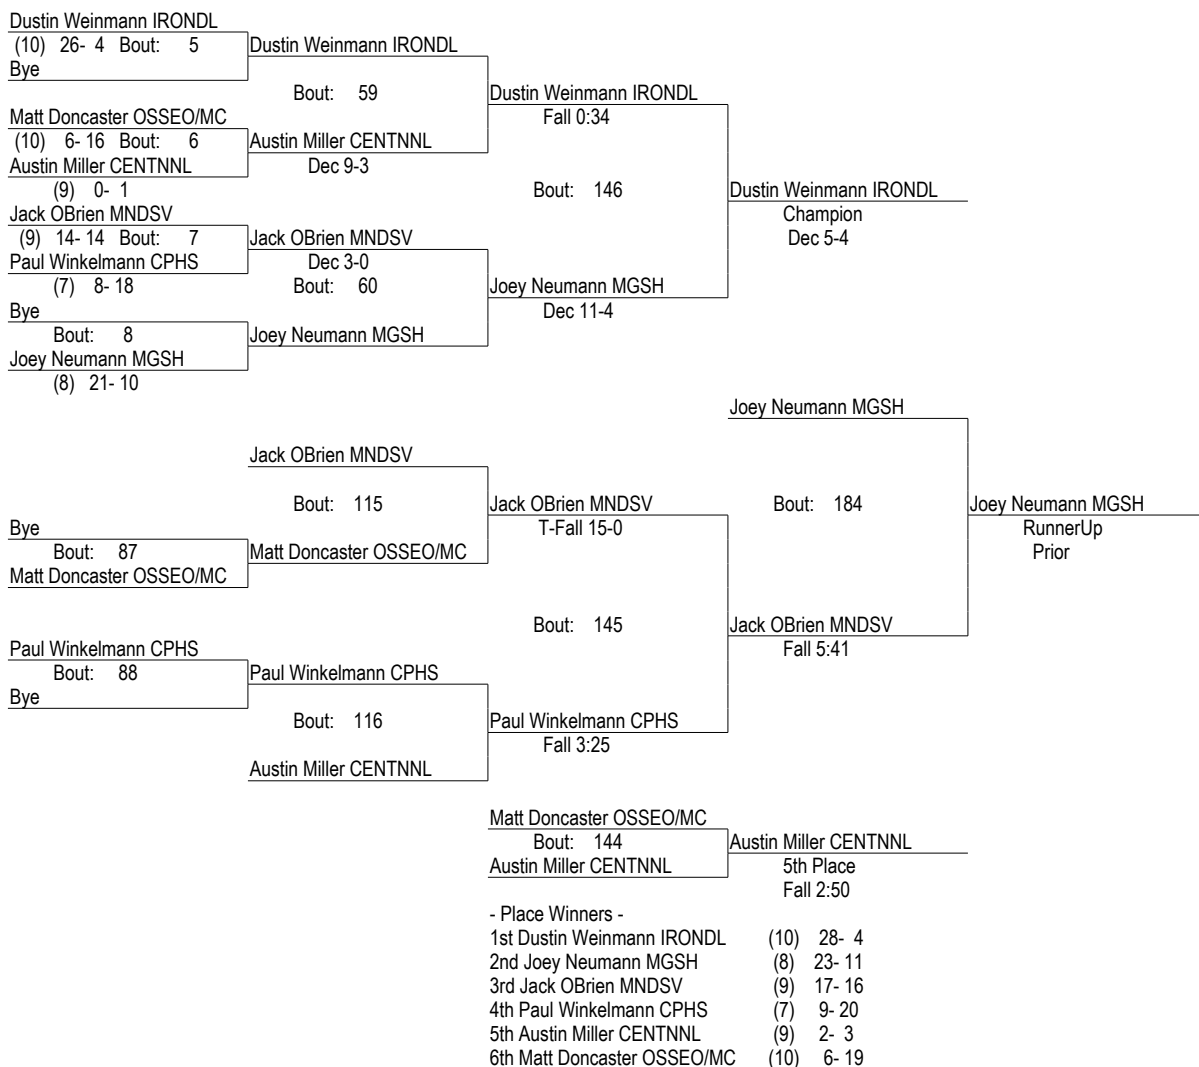 Dustin Weinmann IRONDL
(10) 26- 4 Bout: 5 Dustin Weinmann IRONDL
Bye
Bout: 59 Dustin Weinmann IRONDL
Matt Doncaster OSSEO/MC Fall 0:34
(10) 6- 16 Bout: 6 Austin Miller CENTNNL
Austin Miller CENTNNL Dec 9-3
(9) 0- 1 Bout: 146 Dustin Weinmann IRONDL
Jack OBrien MNDSV Champion
(9) 14- 14 Bout: 7 Jack OBrien MNDSV Dec 5-4
Paul Winkelmann CPHS Dec 3-0
(7) 8- 18 Bout: 60 Joey Neumann MGSH
Bye Dec 11-4
Bout: 8 Joey Neumann MGSH
Joey Neumann MGSH
(8) 21- 10
Joey Neumann MGSH
Jack OBrien MNDSV
Bout: 115 Jack OBrien MNDSV Bout: 184 Joey Neumann MGSH
Bye T-Fall 15-0 RunnerUp
Bout: 87 Matt Doncaster OSSEO/MC Prior
Matt Doncaster OSSEO/MC
Bout: 145 Jack OBrien MNDSV
Paul Winkelmann CPHS Fall 5:41
Bout: 88 Paul Winkelmann CPHS
Bye
Bout: 116 Paul Winkelmann CPHS
Fall 3:25
Austin Miller CENTNNL
Matt Doncaster OSSEO/MC
Bout: 144 Austin Miller CENTNNL
Austin Miller CENTNNL 5th Place
Fall 2:50
- Place Winners -
1st Dustin Weinmann IRONDL (10) 28- 4
2nd Joey Neumann MGSH (8) 23- 11
3rd Jack OBrien MNDSV (9) 17- 16
4th Paul Winkelmann CPHS (7) 9- 20
5th Austin Miller CENTNNL (9) 2- 3
6th Matt Doncaster OSSEO/MC (10) 6- 19